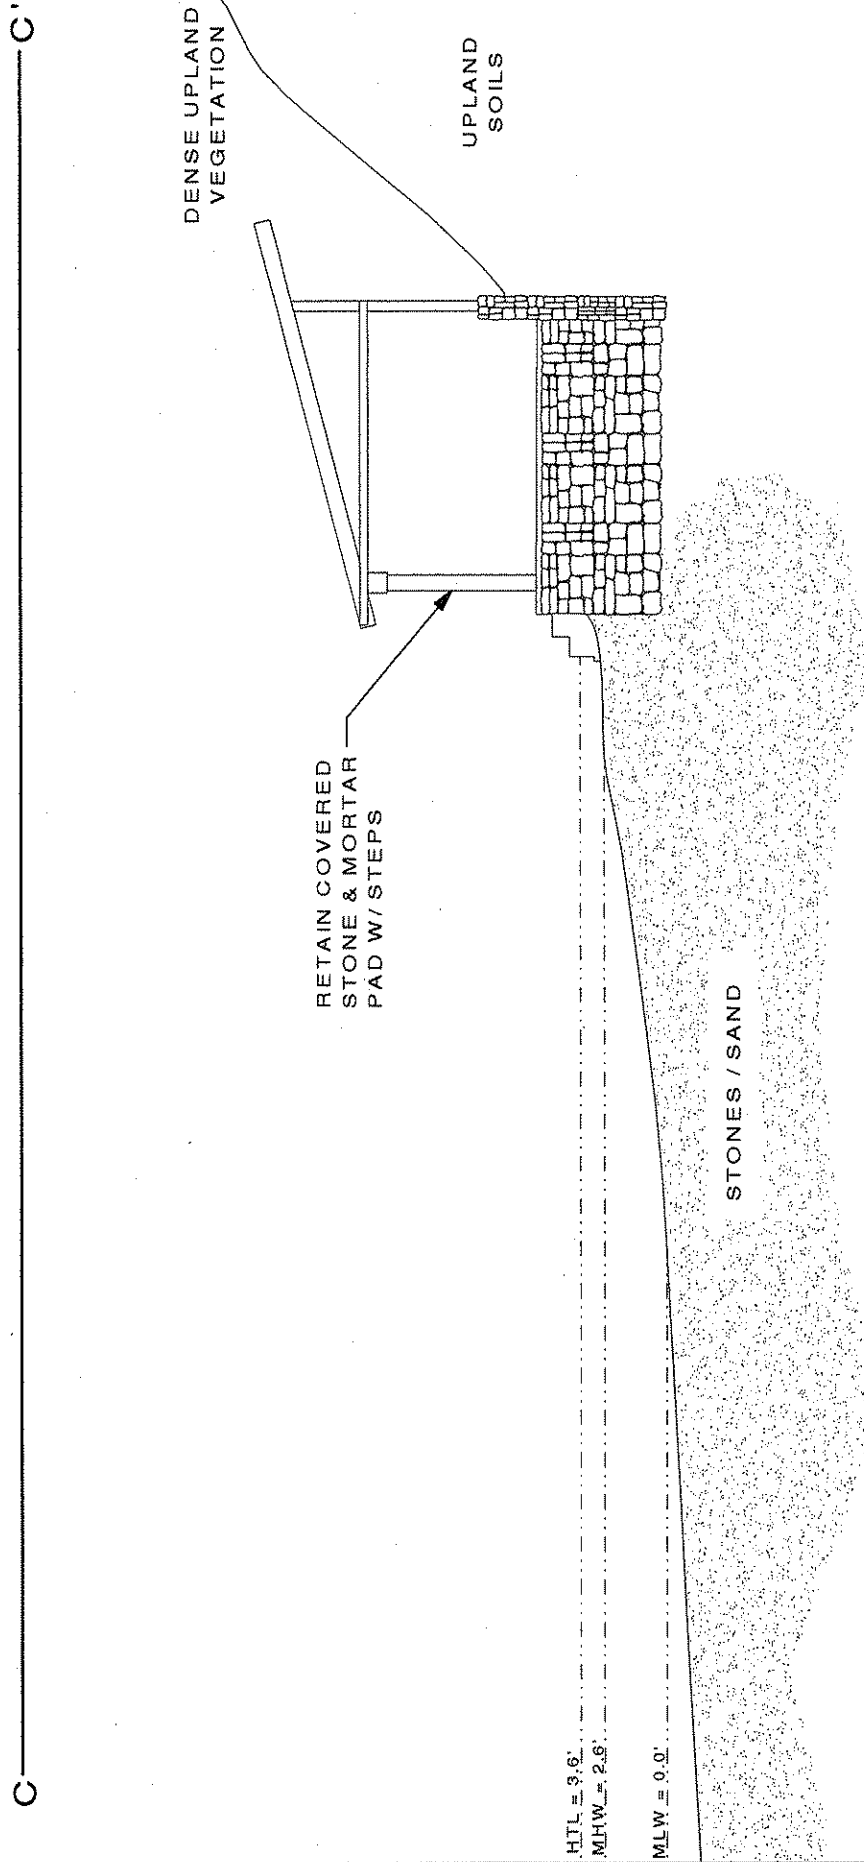 C
C'
DENSE UPLAND
VEGETATION
UPLAND
SOILS
RETAIN COVERED
STONE & MORTAR
PAD W/ STEPS
HTL = 3.6'
MHW = 2.6'
MLW = 0.0'
STONES / SAND